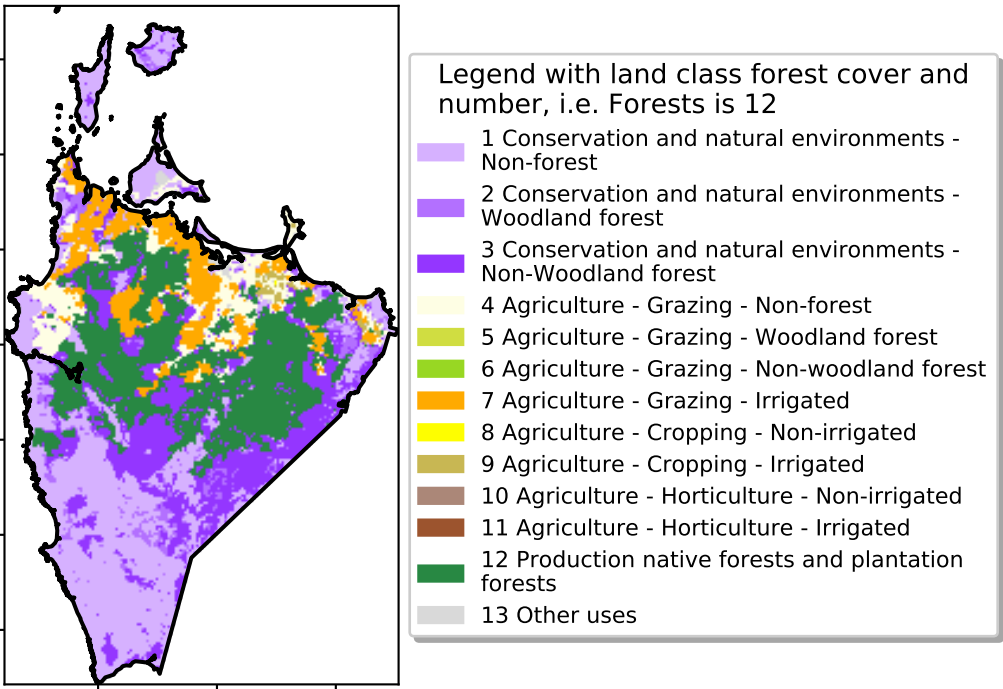 Legend with land class forest cover and
number, i.e. Forests is 12
1 Conservation and natural environments -
Non-forest
2 Conservation and natural environments -
Woodland forest
3 Conservation and natural environments -
Non-Woodland forest
4 Agriculture - Grazing - Non-forest
5 Agriculture - Grazing - Woodland forest
6 Agriculture - Grazing - Non-woodland forest
7 Agriculture - Grazing - Irrigated
8 Agriculture - Cropping - Non-irrigated
9 Agriculture - Cropping - Irrigated
10 Agriculture - Horticulture - Non-irrigated
11 Agriculture - Horticulture - Irrigated
12 Production native forests and plantation
forests
13 Other uses